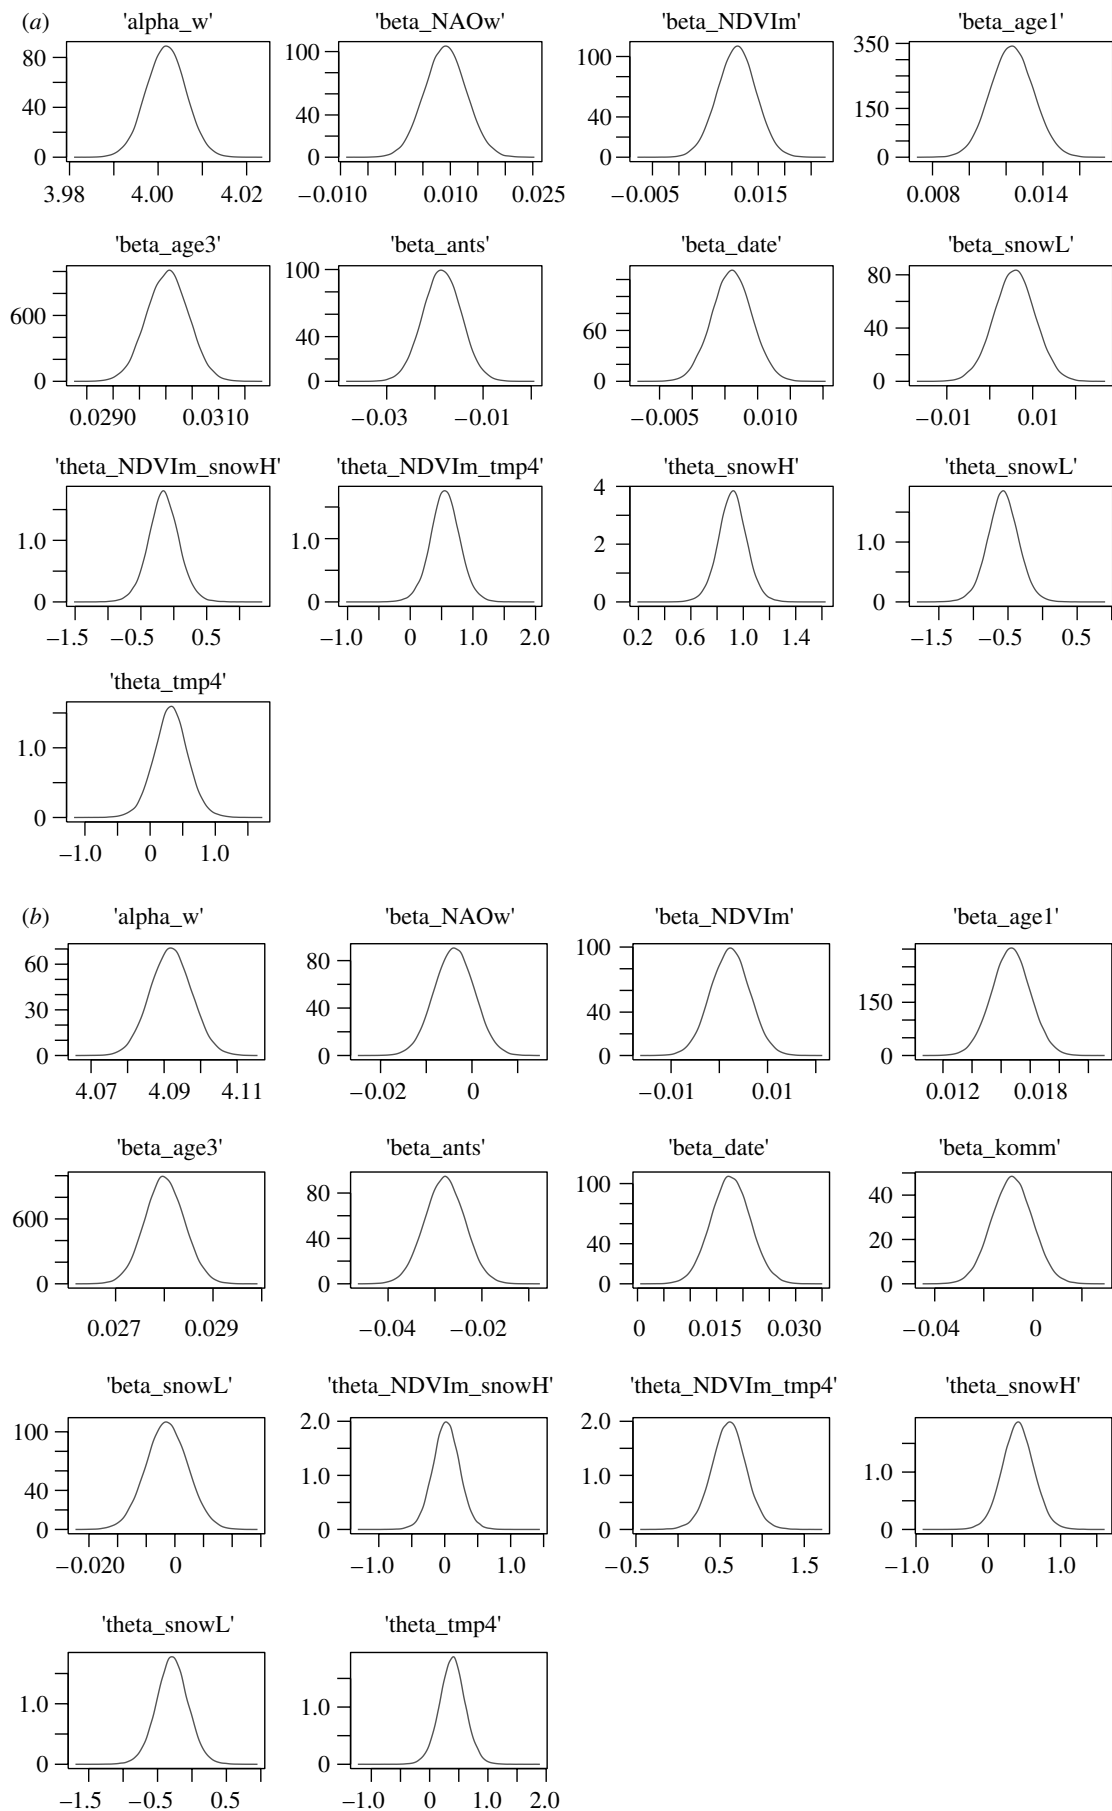 (a) 'alpha_w' 'beta_NAOw' 'beta_NDVIm' 'beta_age1'
80 40 0 100 40 0 100 40 0 350 150 0
3.98 4.00 4.02 −0.010 0.010 0.025 −0.005 0.015 0.008 0.014
'beta_age3' 'beta_ants' 'beta_date' 'beta_snowL'
600 0 100 40 0 60 0 80 40 0
0.0290 0.0310 −0.03 −0.01 −0.005 0.010 −0.01 0.01
'theta_NDVIm_snowH' 'theta_NDVIm_tmp4' 'theta_snowH' 'theta_snowL'
1.0 0 1.0 0 4 2 0 1.0 0
−1.5 −0.5 0.5 −1.0 0 1.0 2.0 0.2 0.6 1.0 1.4 −1.5 −0.5 0.5
'theta_tmp4'
1.0 0
−1.0 0 1.0
(b) 'alpha_w' 'beta_NAOw' 'beta_NDVIm' 'beta_age1'
60 30 0 80 40 0 100 40 0 150 0
4.07 4.09 4.11 −0.02 0 −0.01 0.01 0.012 0.018
'beta_age3' 'beta_ants' 'beta_date' 'beta_komm'
600 0 80 40 0 100 40 0 40 20 0
0.027 0.029 −0.04 −0.02 0 0.015 0.030 −0.04 0
'beta_snowL' 'theta_NDVIm_snowH' 'theta_NDVIm_tmp4' 'theta_snowH'
100 40 0 2.0 1.0 0 2.0 1.0 0 1.0 0
−0.020 0 −1.0 0 1.0 −0.5 0.5 1.5 −1.0 0 1.0
'theta_snowL' 'theta_tmp4'
1.0 0 1.0 0
−1.5 −0.5 0.5 −1.0 0 1.0 2.0